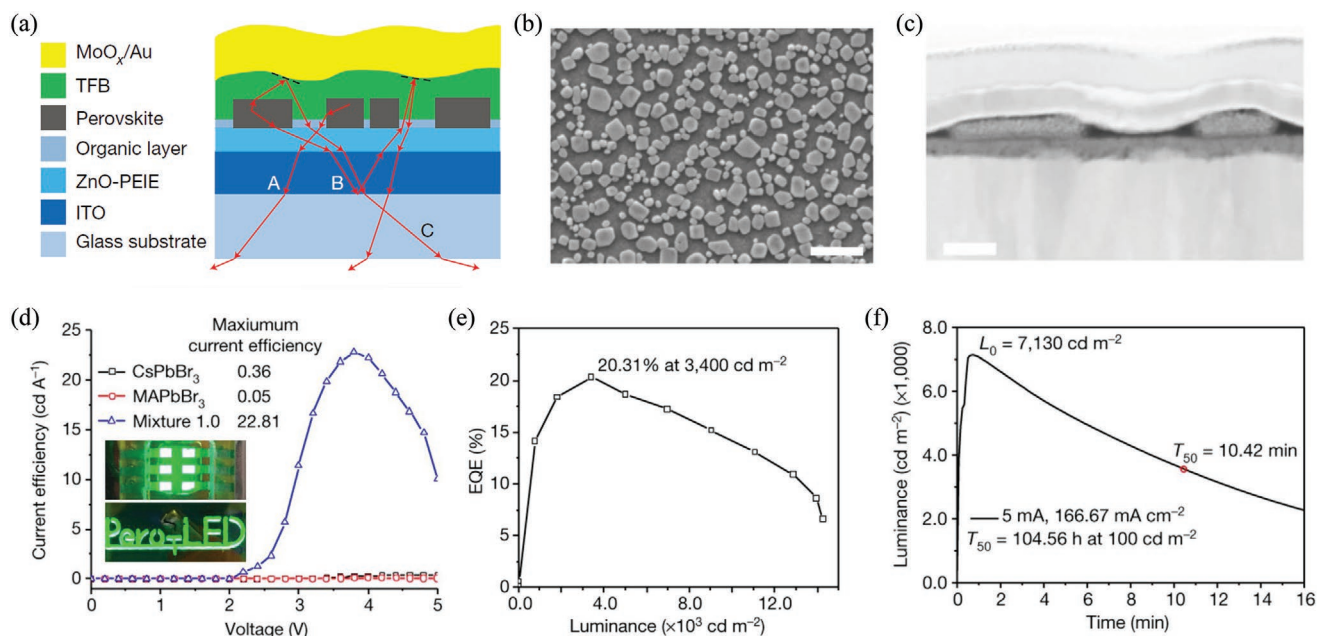 (a)
MoOₓ/Au
TFB
Perovskite
Organic layer
ZnO-PEIE
ITO
Glass substrate
A
B
C
(b)
(c)
(d)
Maxiumum
current efficiency
CsPbBr₃ 0.36
MAPbBr₃ 0.05
Mixture 1.0 22.81
Pero-LED
Current efficiency (cd A⁻¹)
25
20
15
10
5
0
0 1 2 3 4 5
Voltage (V)
(e)
20.31% at 3,400 cd m⁻²
EQE (%)
25
20
15
10
5
0
0.0 4.0 8.0 12.0
Luminance (×10³ cd m⁻²)
(f)
L₀ = 7,130 cd m⁻²
T₅₀ = 10.42 min
5 mA, 166.67 mA cm⁻²
T₅₀ = 104.56 h at 100 cd m⁻²
Luminance (cd m⁻²) (×1,000)
8.0
6.0
4.0
2.0
0.0
0 2 4 6 8 10 12 14 16
Time (min)